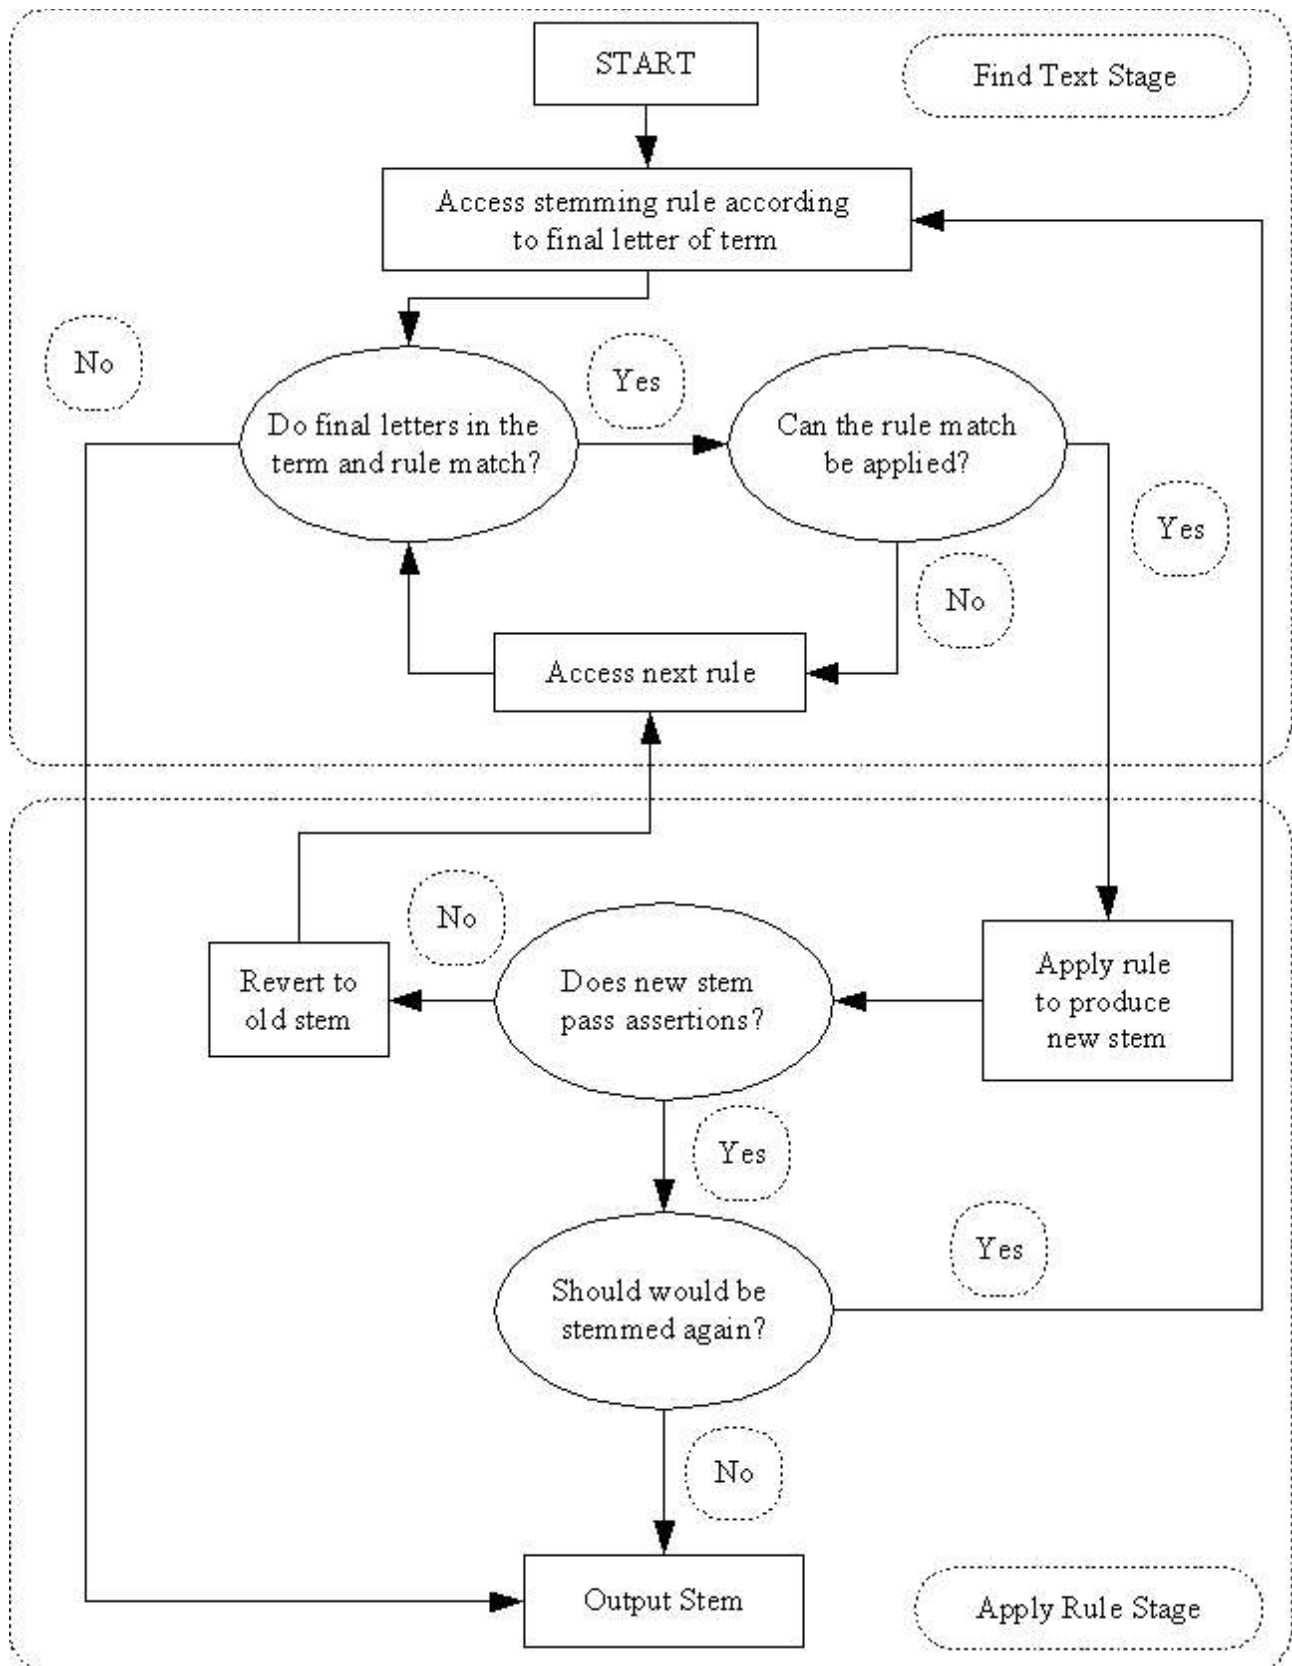 START
Find Text Stage
Access stemming rule according
to final letter of term
No
Yes
Do final letters in the
term and rule match?
Can the rule match
be applied?
Yes
No
Access next rule
No
Revert to
old stem
Does new stem
pass assertions?
Apply rule
to produce
new stem
Yes
Yes
Should would be
stemmed again?
No
Output Stem
Apply Rule Stage